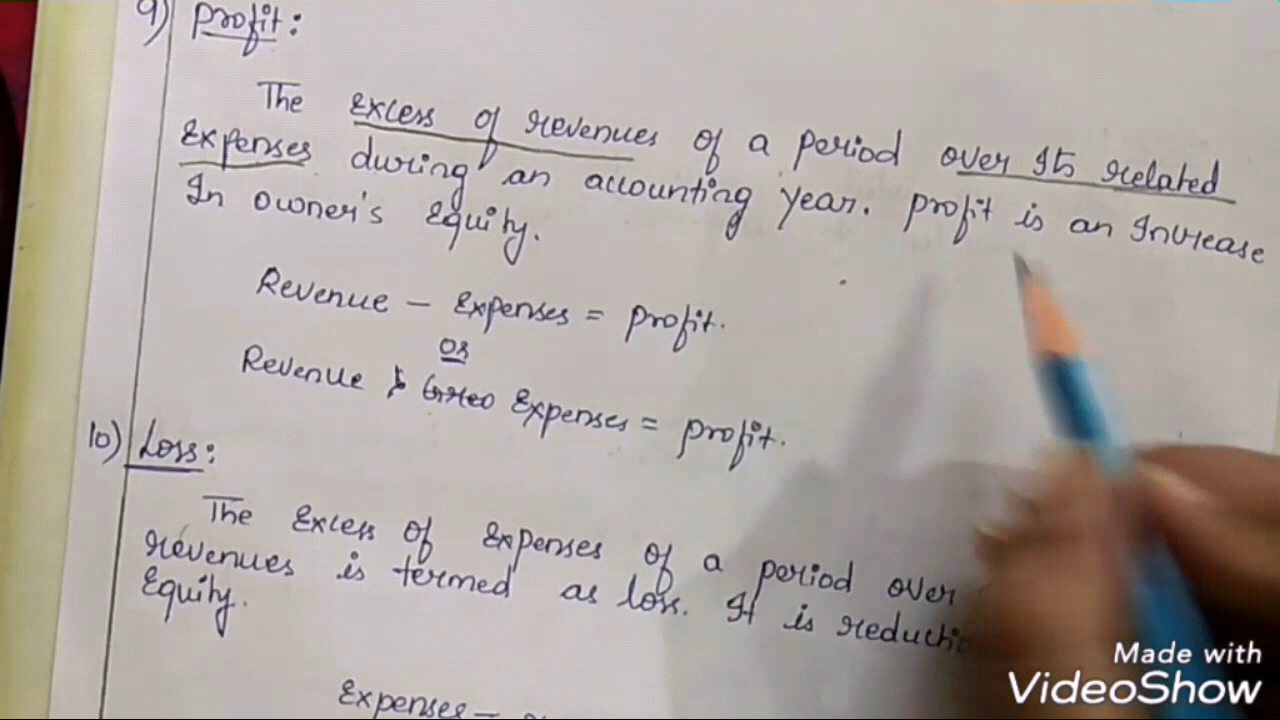 9) Profit:
The Excess of revenues of a period over Its related
Expenses during an accounting year. Profit is an Increase
In owner's Equity.
Revenue - Expenses = Profit.
or
Revenue Expenses = Profit.
10) Loss:
The Excess of Expenses of a period over
revenues is termed as loss. It is reductio
Equity.
Expenses -
Made with
VideoShow